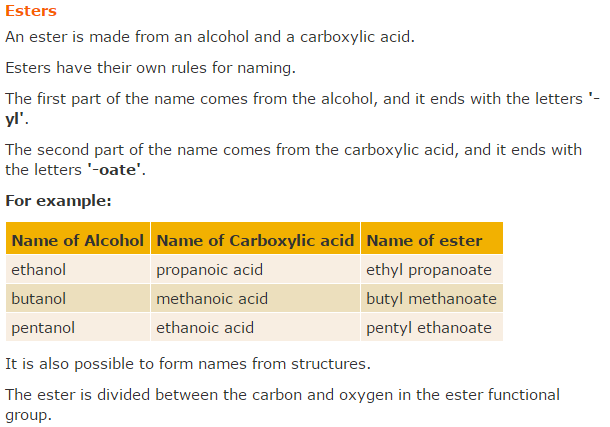 Esters
An ester is made from an alcohol and a carboxylic acid.
Esters have their own rules for naming.
The first part of the name comes from the alcohol, and it ends with the letters '-
yl'.
The second part of the name comes from the carboxylic acid, and it ends with
the letters '-oate'.
For example:
Name of Alcohol Name of Carboxylic acid Name of ester
ethanol propanoic acid ethyl propanoate
butanol methanoic acid butyl methanoate
pentanol ethanoic acid pentyl ethanoate
It is also possible to form names from structures.
The ester is divided between the carbon and oxygen in the ester functional
group.